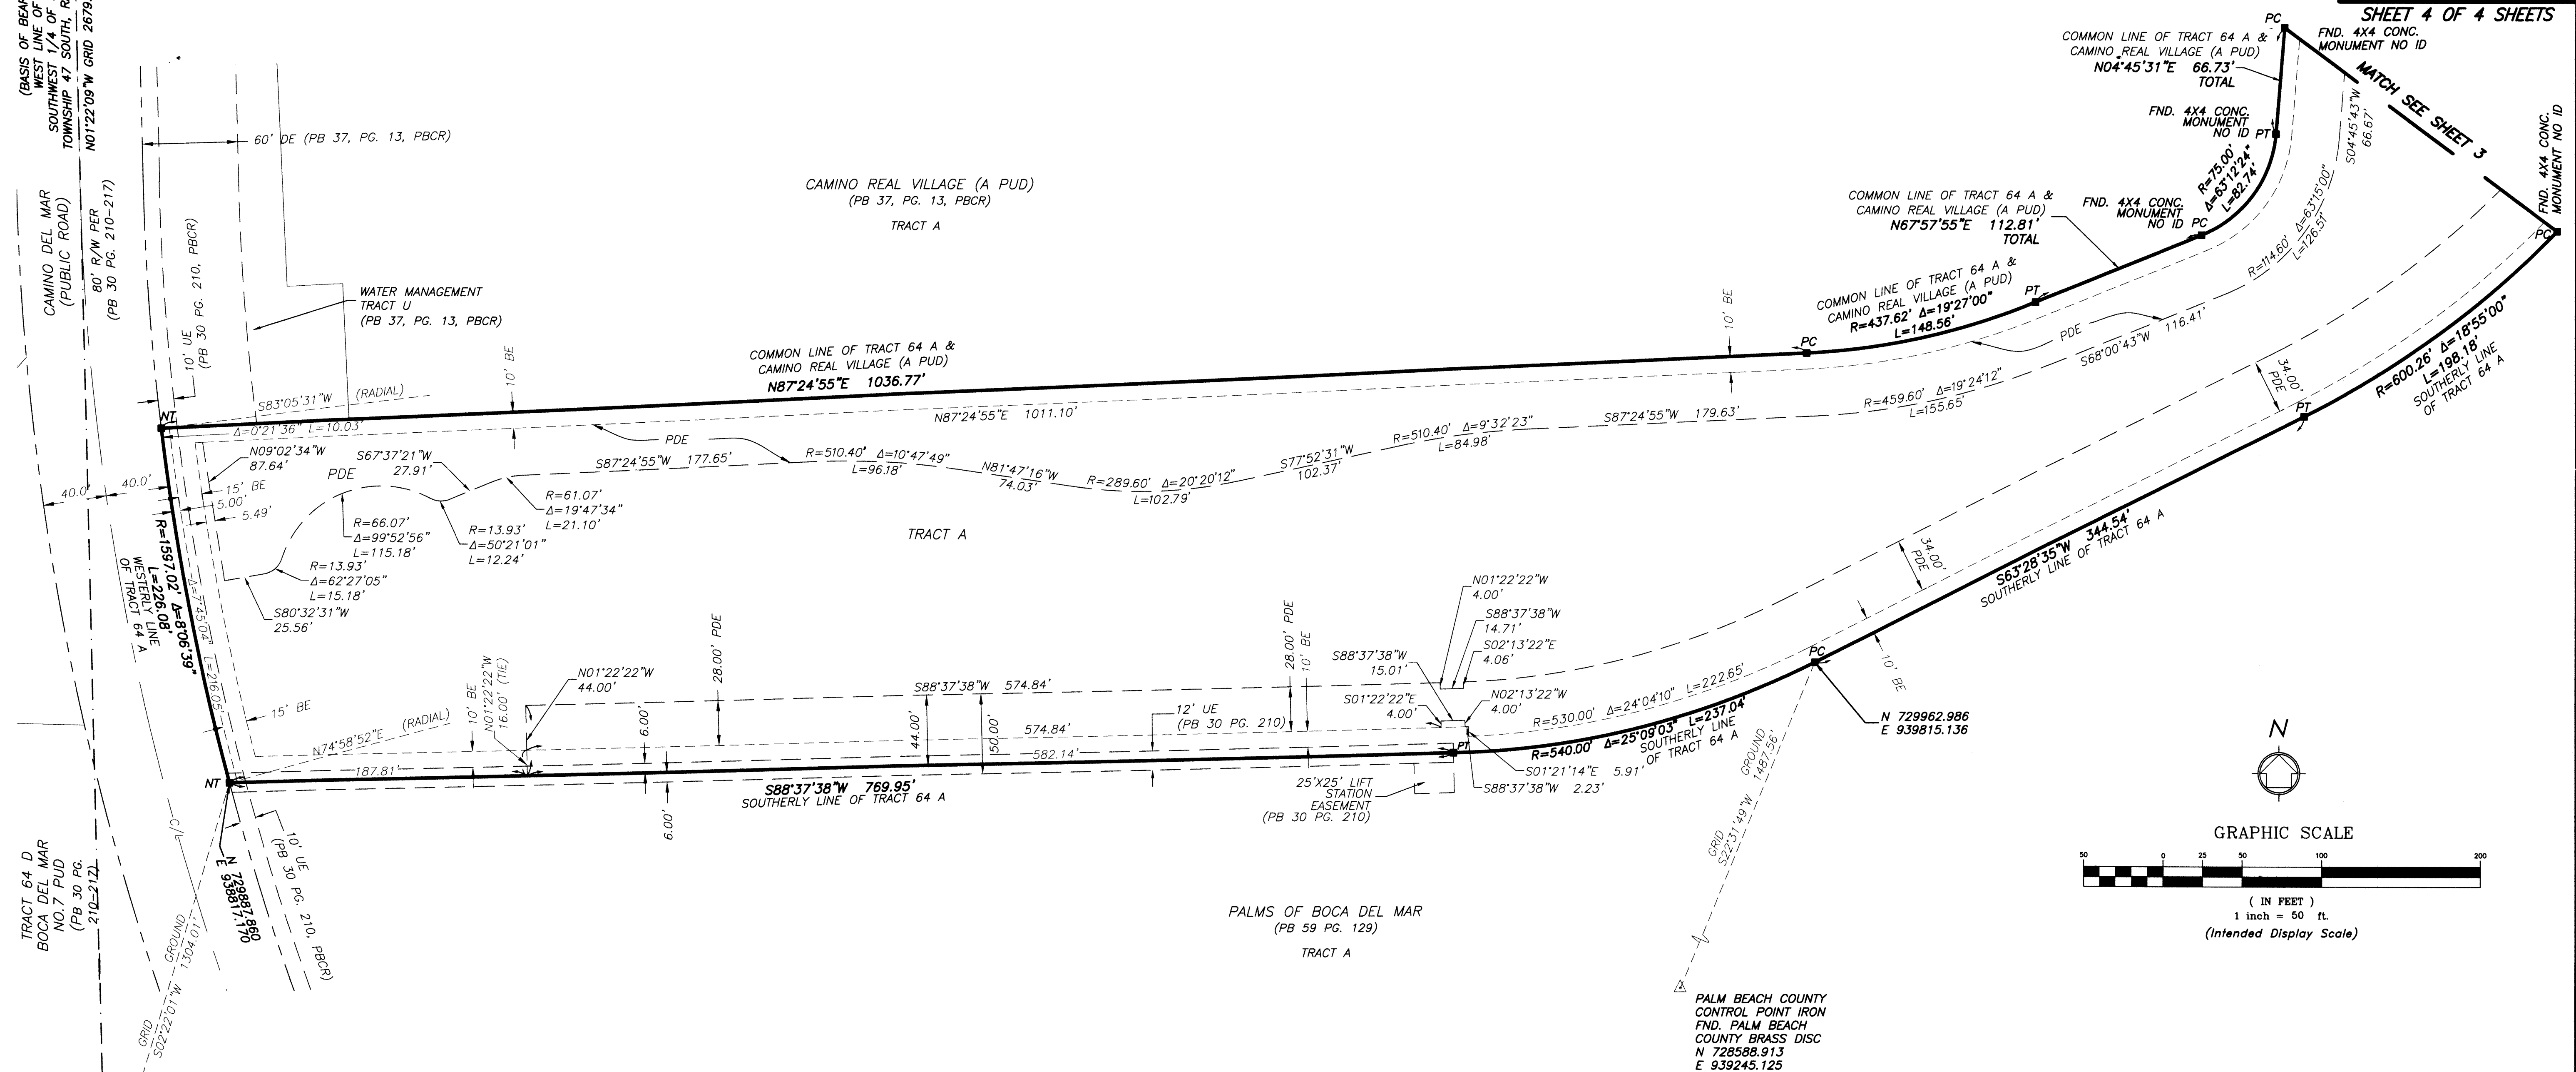 SHEET 4 OF 4 SHEETS
(BASIS OF BEAR
WEST LINE OF
SOUTHWEST 1/4 OF
TOWNSHIP 47 SOUTH, R
N01°22'09"W GRID 2679.
CAMINO DEL MAR
(PUBLIC ROAD)
80' R/W PER
(PB 30 PG. 210-217)
10' UE
(PB 30 PG. 210, PBCR)
60' DE (PB 37, PG. 13, PBCR)
WATER MANAGEMENT
TRACT U
(PB 37, PG. 13, PBCR)
CAMINO REAL VILLAGE (A PUD)
(PB 37, PG. 13, PBCR)
TRACT A
COMMON LINE OF TRACT 64 A &
CAMINO REAL VILLAGE (A PUD)
N04°45'31"E 66.73'
TOTAL
PC
FND. 4X4 CONC.
MONUMENT NO ID
MATCH SEE SHEET 3
FND. 4X4 CONC.
MONUMENT NO ID
PC
S04°45'43"W
66.67'
FND. 4X4 CONC.
MONUMENT
NO ID PT
R=75.00'
Δ=63°12'24"
L=82.74'
COMMON LINE OF TRACT 64 A &
CAMINO REAL VILLAGE (A PUD)
N67°57'55"E 112.81'
TOTAL
FND. 4X4 CONC.
MONUMENT
NO ID PC
R=114.60' Δ=63°15'00"
L=126.51'
COMMON LINE OF TRACT 64 A &
CAMINO REAL VILLAGE (A PUD)
R=437.62' Δ=19°27'00"
L=148.56'
PT
PC
10' BE
PDE
S68°00'43"W 116.41'
34.00'
PDE
R=600.26' Δ=18°55'00"
L=198.18'
SOUTHERLY LINE
OF TRACT 64 A
PT
COMMON LINE OF TRACT 64 A &
CAMINO REAL VILLAGE (A PUD)
N87°24'55"E 1036.77'
10' BE
N87°24'55"E 1011.10'
NT
S83°05'31"W (RADIAL)
Δ=0°21'36" L=10.03'
N09°02'34"W
87.64'
S67°37'21"W
27.91'
PDE
PDE
S87°24'55"W 177.65'
R=510.40' Δ=10°47'49"
L=96.18'
N81°47'16"W
74.03'
R=289.60' Δ=20°20'12"
L=102.79'
S77°52'31"W
102.37'
R=510.40' Δ=9°32'23"
L=84.98'
S87°24'55"W 179.63'
R=459.60' Δ=19°24'12"
L=155.65'
40.0'
40.0'
15' BE
5.00'
5.49'
R=66.07'
Δ=99°52'56"
L=115.18'
R=61.07'
Δ=19°47'34"
L=21.10'
R=13.93'
Δ=50°21'01"
L=12.24'
R=13.93'
Δ=62°27'05"
L=15.18'
S80°32'31"W
25.56'
R=1597.02' Δ=8°06'39"
L=226.08'
WESTERLY LINE
OF TRACT 64 A
Δ=7°45'04" L=216.05'
15' BE
TRACT A
(RADIAL)
N74°58'52"E
10' BE
N01°22'22"W
16.00' (TIE)
N01°22'22"W
44.00'
6.00'
28.00' PDE
S88°37'38"W 574.84'
44.00'
50.00'
574.84'
12' UE
(PB 30 PG. 210)
28.00' PDE
10' BE
582.14'
187.81'
NT
S88°37'38"W 769.95'
SOUTHERLY LINE OF TRACT 64 A
6.00'
N01°22'22"W
4.00'
S88°37'38"W
14.71'
S02°13'22"E
4.06'
S88°37'38"W
15.01'
S01°22'22"E
4.00'
N02°13'22"W
4.00'
PT
R=530.00' Δ=24°04'10" L=222.65'
R=540.00' Δ=25°09'03" L=237.04'
SOUTHERLY LINE
OF TRACT 64 A
S01°21'14"E 5.91'
S88°37'38"W 2.23'
25'X25' LIFT
STATION
EASEMENT
(PB 30 PG. 210)
34.00'
PDE
S63°28'35"W 344.54'
SOUTHERLY LINE OF TRACT 64 A
PC
10' BE
N 729962.986
E 939815.136
GROUND
1487.56'
GRID
S22°31'49"W
PALM BEACH COUNTY
CONTROL POINT IRON
FND. PALM BEACH
COUNTY BRASS DISC
N 728588.913
E 939245.125
PALMS OF BOCA DEL MAR
(PB 59 PG. 129)
TRACT A
C/L
TRACT 64 D
BOCA DEL MAR
NO.7 PUD
(PB 30 PG.
210-217)
N 729887.860
E 938817.170
10' UE
(PB 30 PG. 210, PBCR)
GROUND
1304.01'
GRID
S02°22'01"W
N
GRAPHIC SCALE
50 0 25 50 100 200
( IN FEET )
1 inch = 50 ft.
(Intended Display Scale)